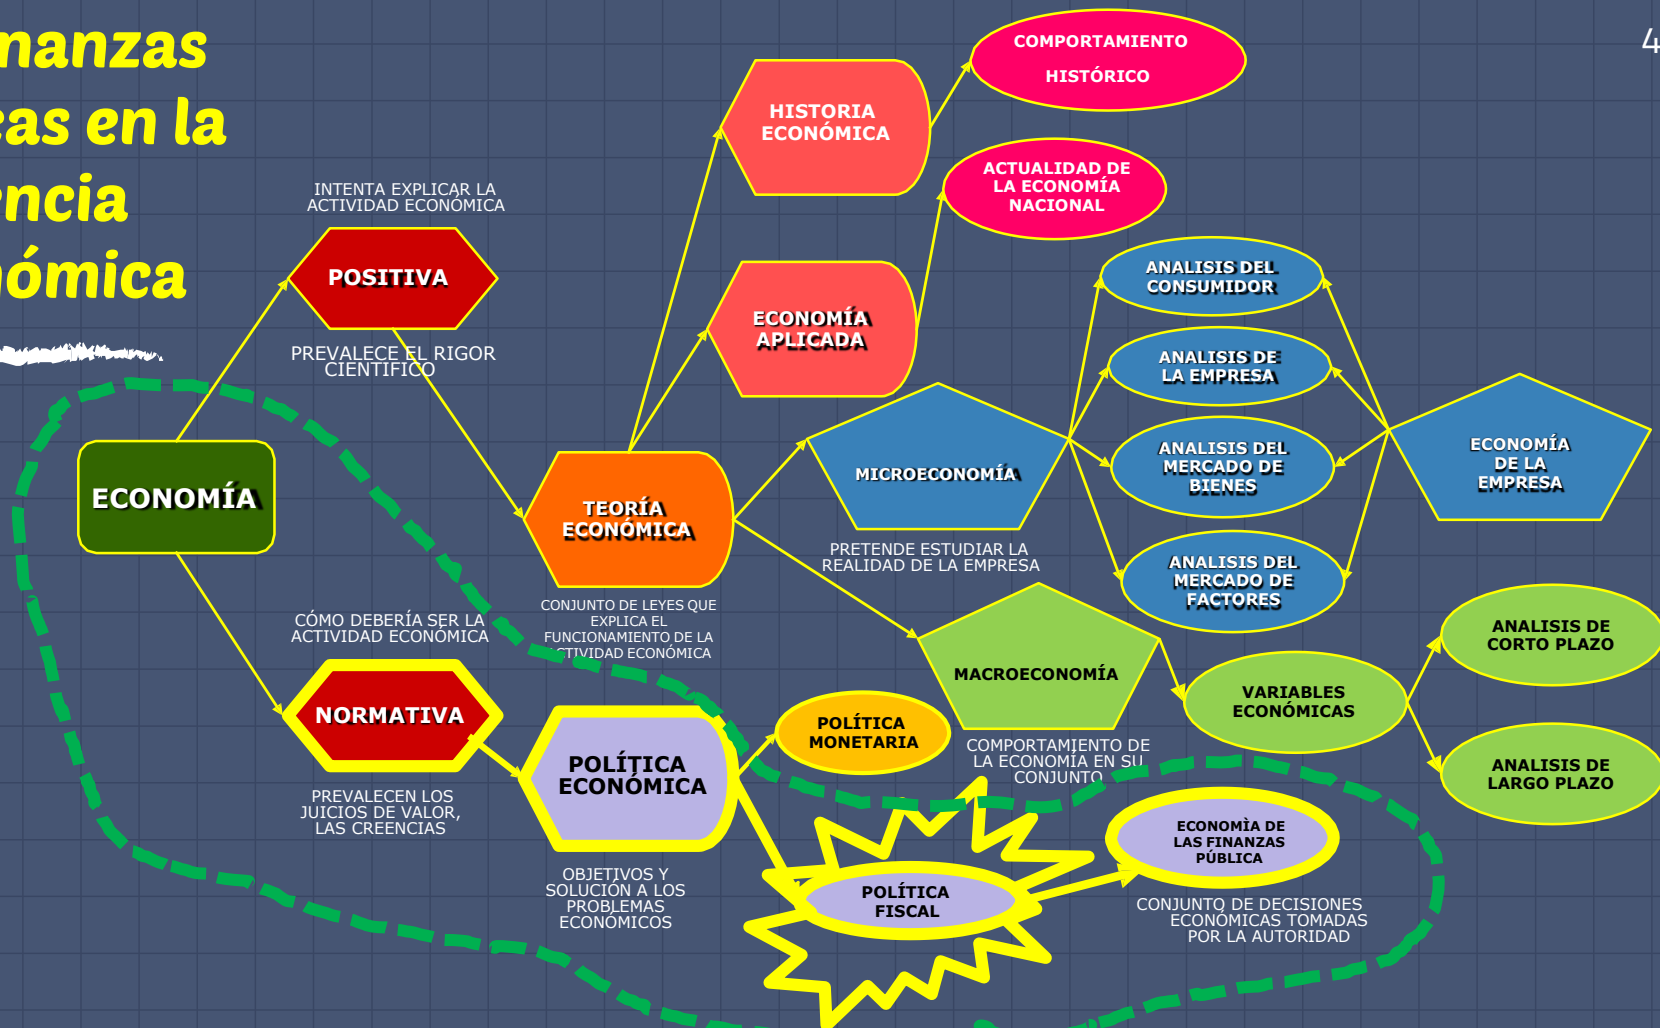 nanzas
cas en la
encia
nómica
4
COMPORTAMIENTO
HISTÓRICO
HISTORIA
ECONÓMICA
ACTUALIDAD DE
LA ECONOMÍA
NACIONAL
INTENTA EXPLICAR LA
ACTIVIDAD ECONÓMICA
POSITIVA
PREVALECE EL RIGOR
CIENTIFICO
ECONOMÍA
APLICADA
ANALISIS DEL
CONSUMIDOR
ANALISIS DE
LA EMPRESA
ANALISIS DEL
MERCADO DE
BIENES
ANALISIS DEL
MERCADO DE
FACTORES
ECONOMÍA
DE LA
EMPRESA
MICROECONOMÍA
PRETENDE ESTUDIAR LA
REALIDAD DE LA EMPRESA
ECONOMÍA
TEORÍA
ECONÓMICA
CONJUNTO DE LEYES QUE
EXPLICA EL
FUNCIONAMIENTO DE LA
ACTIVIDAD ECONÓMICA
CÓMO DEBERÍA SER LA
ACTIVIDAD ECONÓMICA
NORMATIVA
PREVALECEN LOS
JUICIOS DE VALOR,
LAS CREENCIAS
POLÍTICA
ECONÓMICA
OBJETIVOS Y
SOLUCIÓN A LOS
PROBLEMAS
ECONÓMICOS
POLÍTICA
MONETARIA
MACROECONOMÍA
COMPORTAMIENTO DE
LA ECONOMÍA EN SU
CONJUNTO
VARIABLES
ECONÓMICAS
ANALISIS DE
CORTO PLAZO
ANALISIS DE
LARGO PLAZO
POLÍTICA
FISCAL
ECONOMÌA DE
LAS FINANZAS
PÚBLICA
CONJUNTO DE DECISIONES
ECONÓMICAS TOMADAS
POR LA AUTORIDAD